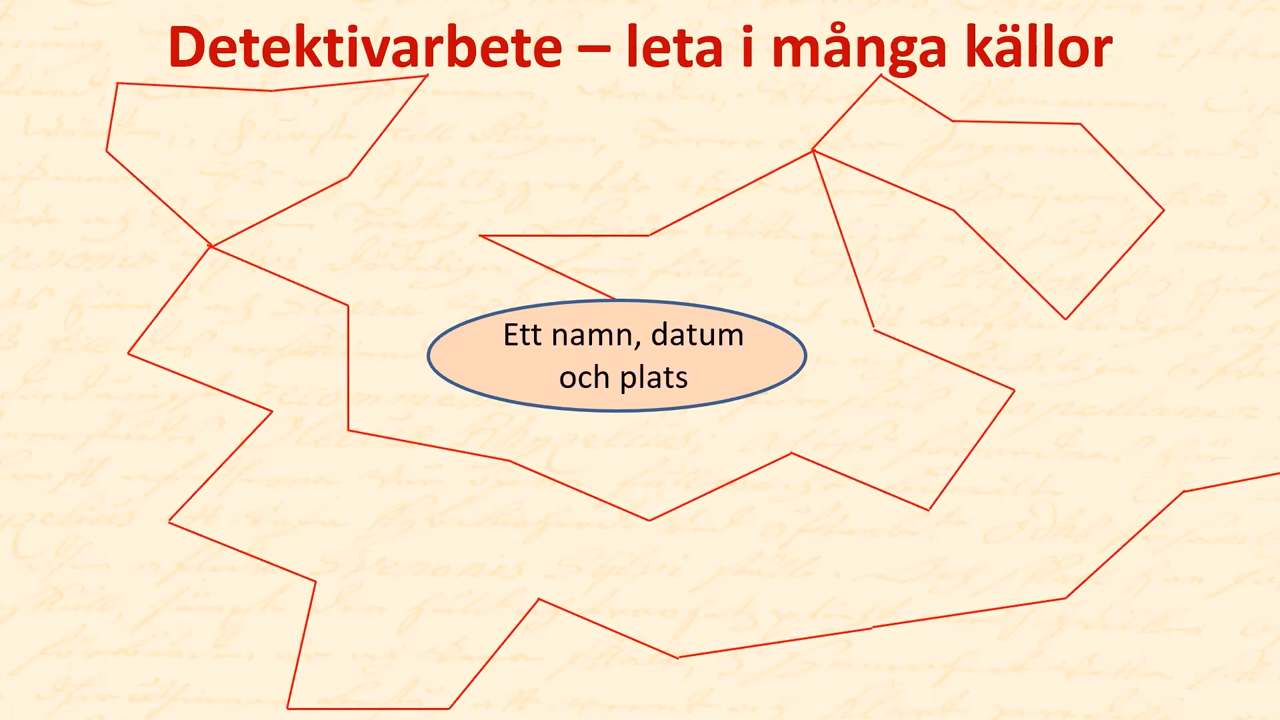 Detektivarbete – leta i många källor
Ett namn, datum
och plats